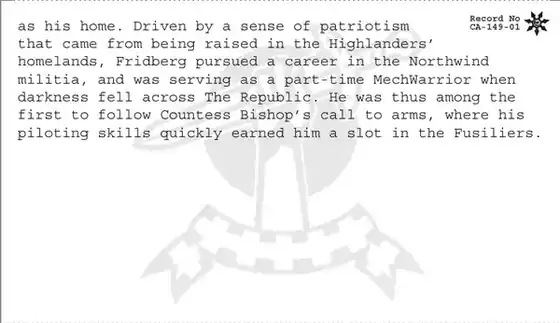 as his home. Driven by a sense of patriotism
that came from being raised in the Highlanders’
homelands, Fridberg pursued a career in the Northwind
militia, and was serving as a part-time MechWarrior when
darkness fell across The Republic. He was thus among the
first to follow Countess Bishop’s call to arms, where his
piloting skills quickly earned him a slot in the Fusiliers.
Record No
CA-149-01